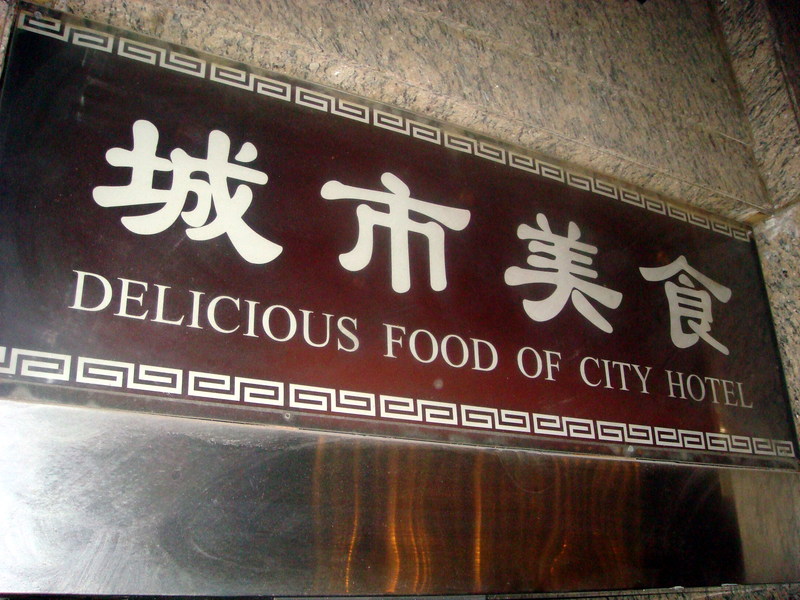 城市美食
DELICIOUS FOOD OF CITY HOTEL